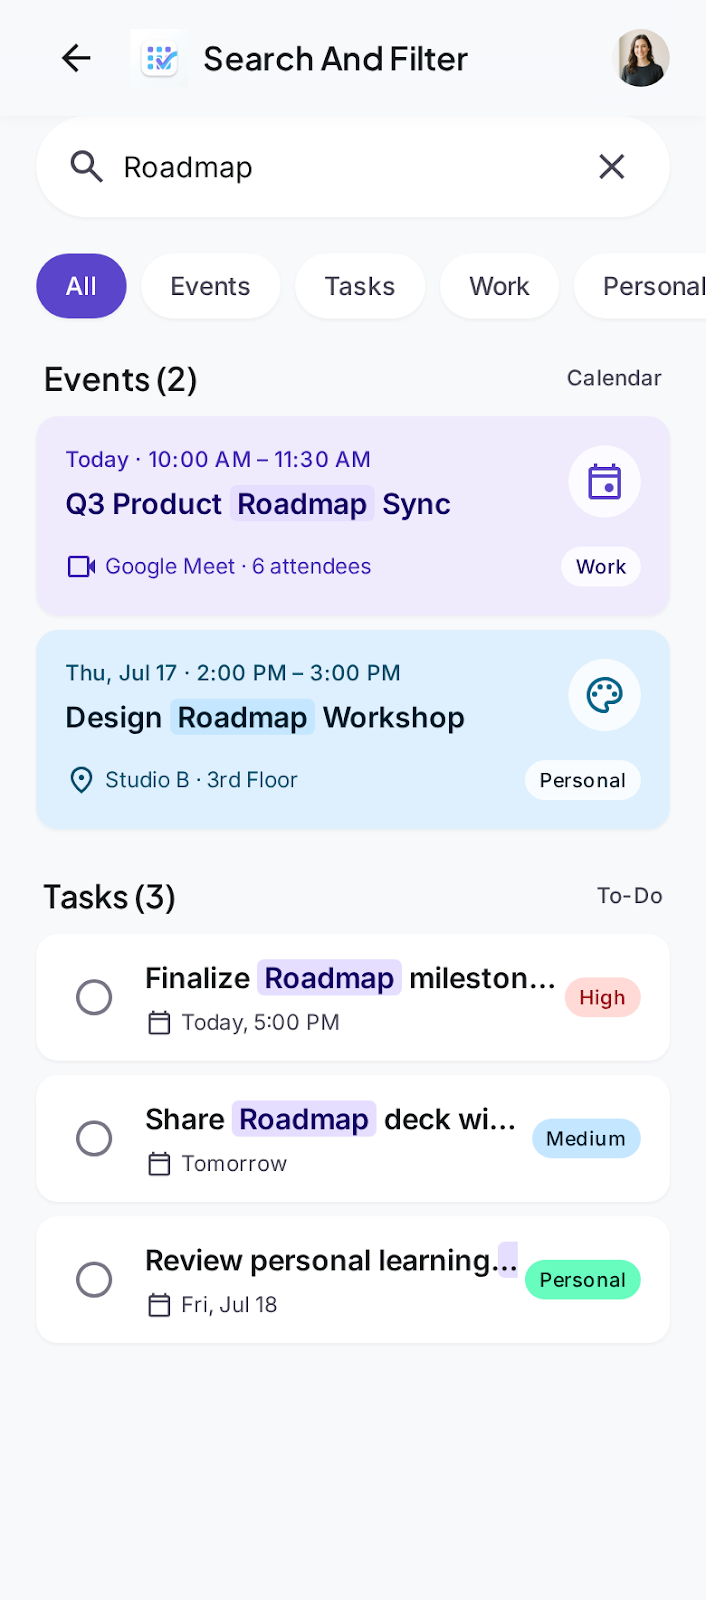 Search And Filter
Roadmap
All
Events
Tasks
Work
Personal
Events (2)
Calendar
Today · 10:00 AM – 11:30 AM
Q3 Product Roadmap Sync
Google Meet · 6 attendees
Work
Thu, Jul 17 · 2:00 PM – 3:00 PM
Design Roadmap Workshop
Studio B · 3rd Floor
Personal
Tasks (3)
To-Do
Finalize Roadmap mileston...
High
Today, 5:00 PM
Share Roadmap deck wi...
Medium
Tomorrow
Review personal learning...
Personal
Fri, Jul 18